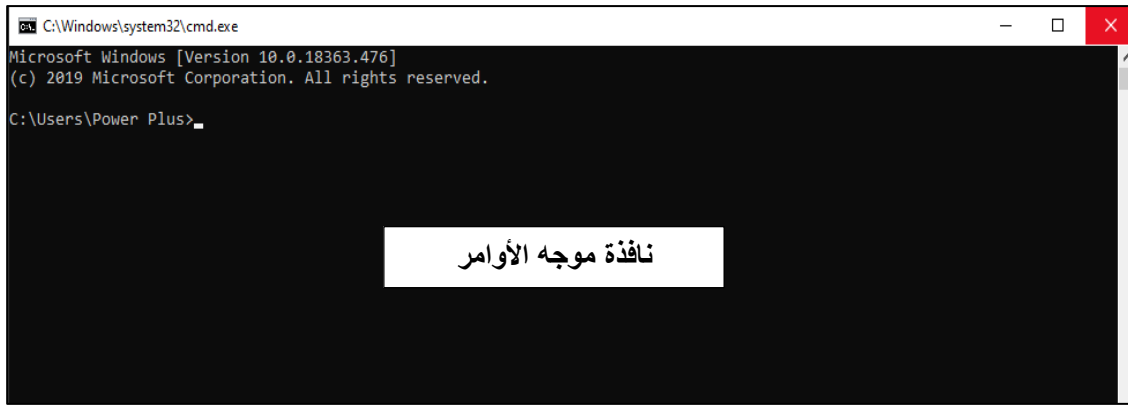 C:\Windows\system32\cmd.exe
Microsoft Windows [Version 10.0.18363.476]
(c) 2019 Microsoft Corporation. All rights reserved.
C:\Users\Power Plus>_
نافذة موجه الأوامر